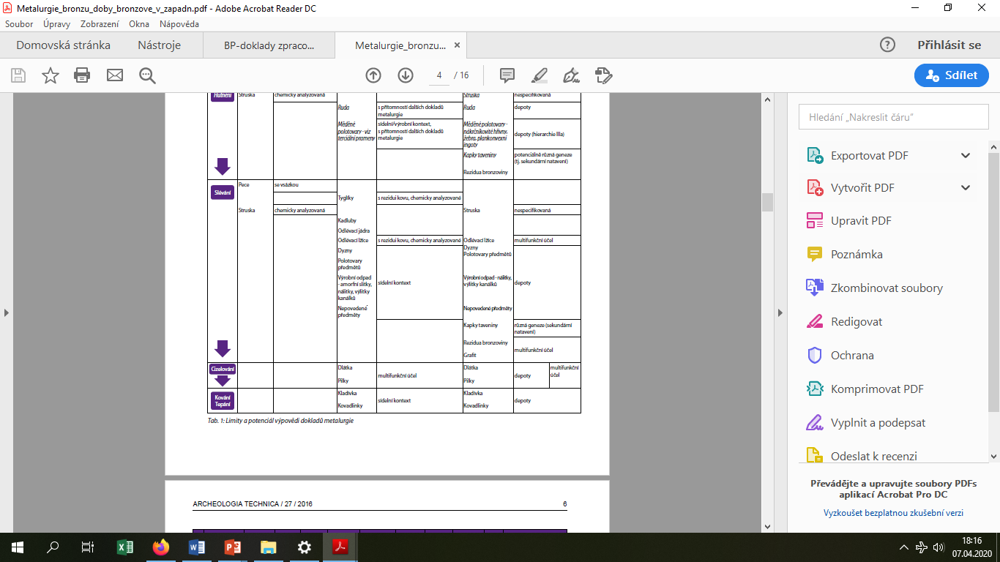 Metalurgie_bronzu_doby_bronzove_v_zapadn.pdf - Adobe Acrobat Reader DC
Soubor Úpravy Zobrazení Okna Nápověda
Domovská stránka Nástroje BP-doklady zpraco... Metalurgie_bronzu... Přihlásit se
4 / 16 Sdílet
Hutnění Struska chemicky analyzovaná Struska nespecifikovaná
Ruda s přítomností dalších dokladů Ruda depoty
metalurgie
Měděné sídelní/výrobní kontext, Měděné polotovary -
polotovary - viz s přítomností dalších dokladů nákrčníkovité hřivny, depoty (hierarchie IIIa)
terciální prameny metalurgie žebra, plankonvexní
ingoty
Kapky taveniny potenciálně různá geneze
(tj. sekundární natavení)
Rezidua bronzoviny
Slévání Pece se vsázkou
Tyglíky s rezidui kovu, chemicky analyzované
Struska chemicky analyzovaná Struska nespecifikovaná
Kadluby
Odlévací jádra
Odlévací lžíce s rezidui kovu, chemicky analyzované Odlévací lžíce multifunkční účel
Dyzny Dyzny
Polotovary Polotovary předmětů
předmětů
Výrobní odpad sídelní kontext Výrobní odpad - nálitky, depoty
- amorfní slitky, výlitky kanálků
nálitky, výlitky
kanálků
Nepovedené Nepovedené předměty
předměty
Kapky taveniny různá geneze (sekundární
natavení)
Rezidua bronzoviny multifunkční účel
Grafit
Cizelování Dlátka multifunkční účel Dlátka depoty multifunkční
účel
Pilky Pilky
Kování Kladívka sídelní kontext Kladívka depoty
Tepání Kovadlinky Kovadlinky
Tab. 1: Limity a potenciál výpovědi dokladů metalurgie
ARCHEOLOGIA TECHNICA / 27 / 2016 6
Hledání „Nakreslit čáru“
Exportovat PDF
Vytvořit PDF
Upravit PDF
Poznámka
Zkombinovat soubory
Redigovat
Ochrana
Komprimovat PDF
Vyplnit a podepsat
Odeslat k recenzi
Převádějte a upravujte soubory PDFs
aplikací Acrobat Pro DC
Vyzkoušet bezplatnou zkušební verzi
18:16
07.04.2020